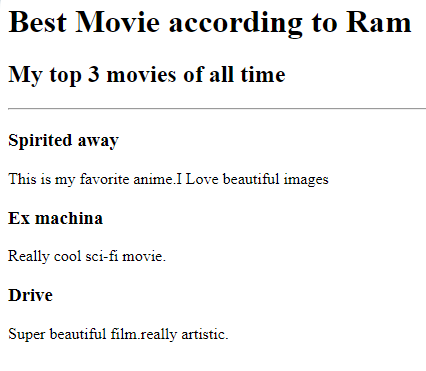 Best Movie according to Ram
My top 3 movies of all time
Spirited away
This is my favorite anime.I Love beautiful images
Ex machina
Really cool sci-fi movie.
Drive
Super beautiful film.really artistic.